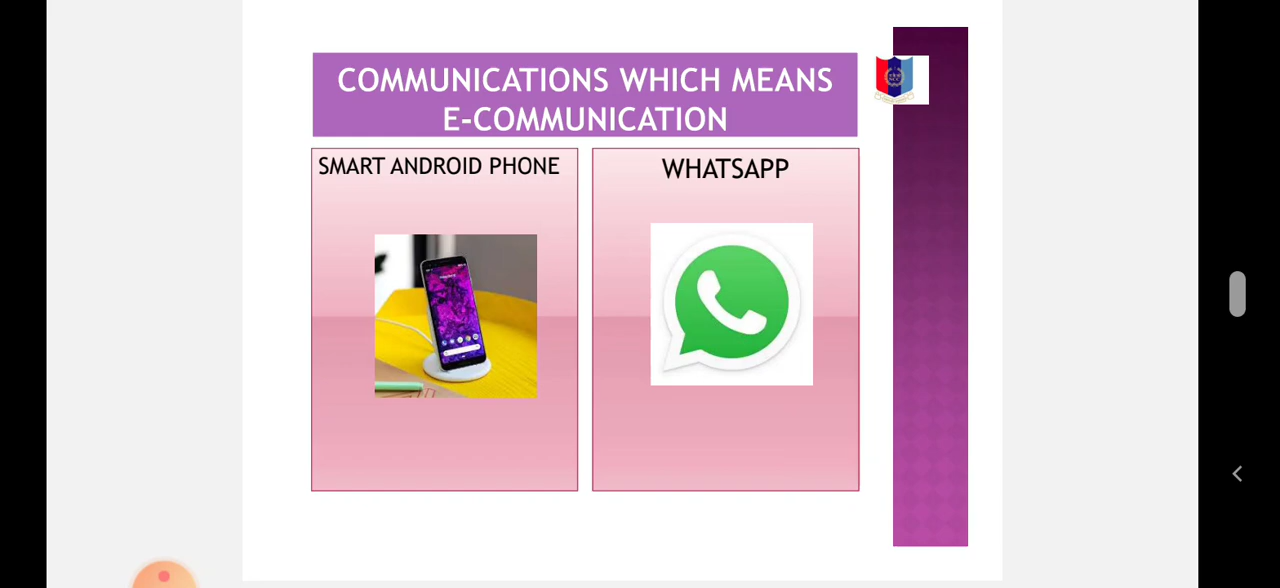 COMMUNICATIONS WHICH MEANS
E-COMMUNICATION
SMART ANDROID PHONE
WHATSAPP